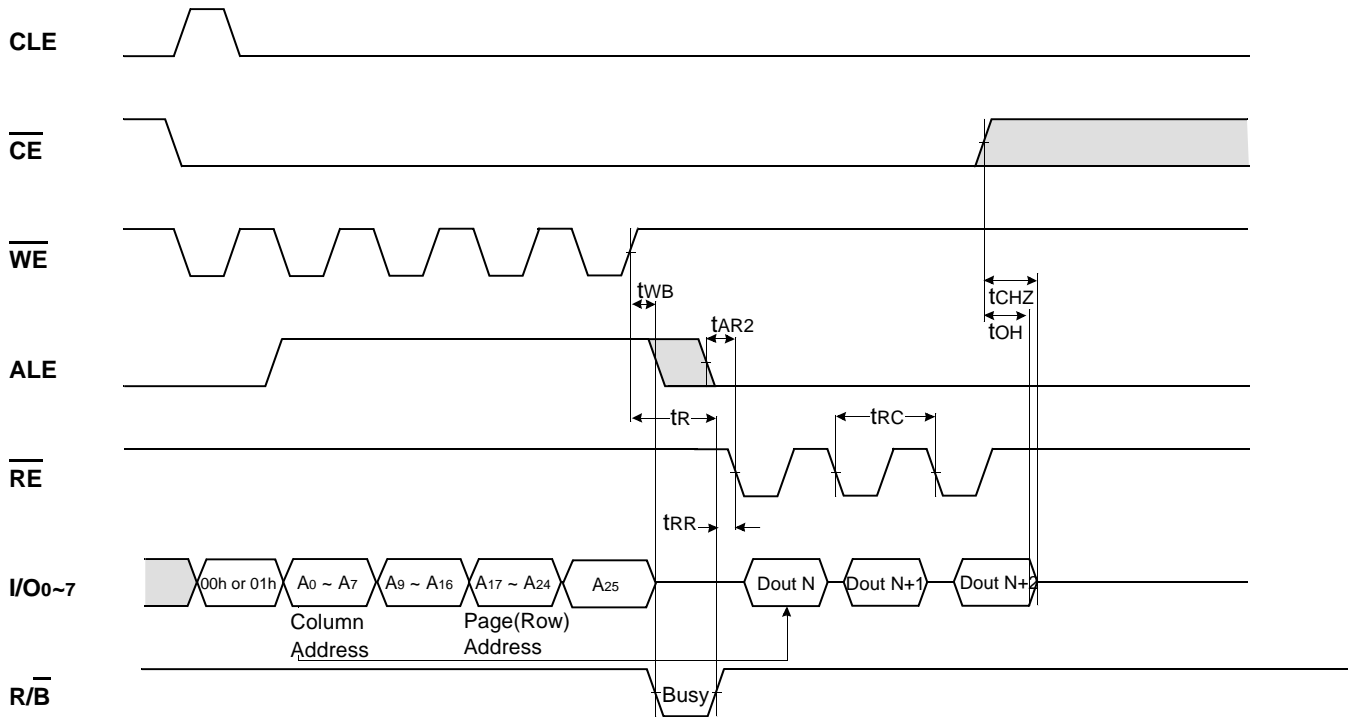 CLE
CE
WE
tWB
tCHZ
tAR2
tOH
ALE
tR
tRC
RE
tRR
I/O0~7
00h or 01h
A0 ~ A7
A9 ~ A16
A17 ~ A24
A25
Dout N
Dout N+1
Dout N+2
Column
Address
Page(Row)
Address
R/B
Busy